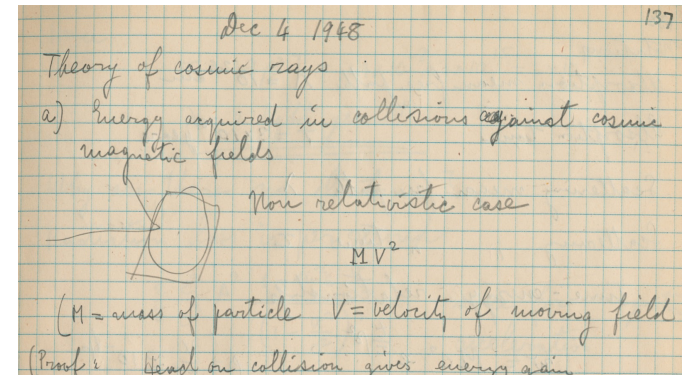 137
Dec 4 1948
Theory of cosmic rays
a) Energy acquired in collisions against cosmic
magnetic fields
Non relativistic case
MV²
(M = mass of particle V = velocity of moving field
(Proof: Head on collision gives energy gain